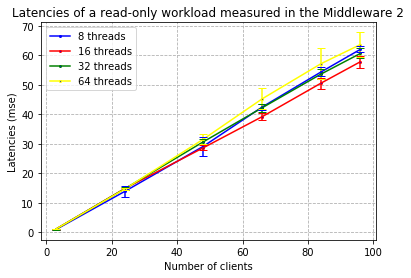 Latencies of a read-only workload measured in the Middleware 2
8 threads
16 threads
32 threads
64 threads
Latencies (mse)
70
60
50
40
30
20
10
0
0 20 40 60 80 100
Number of clients